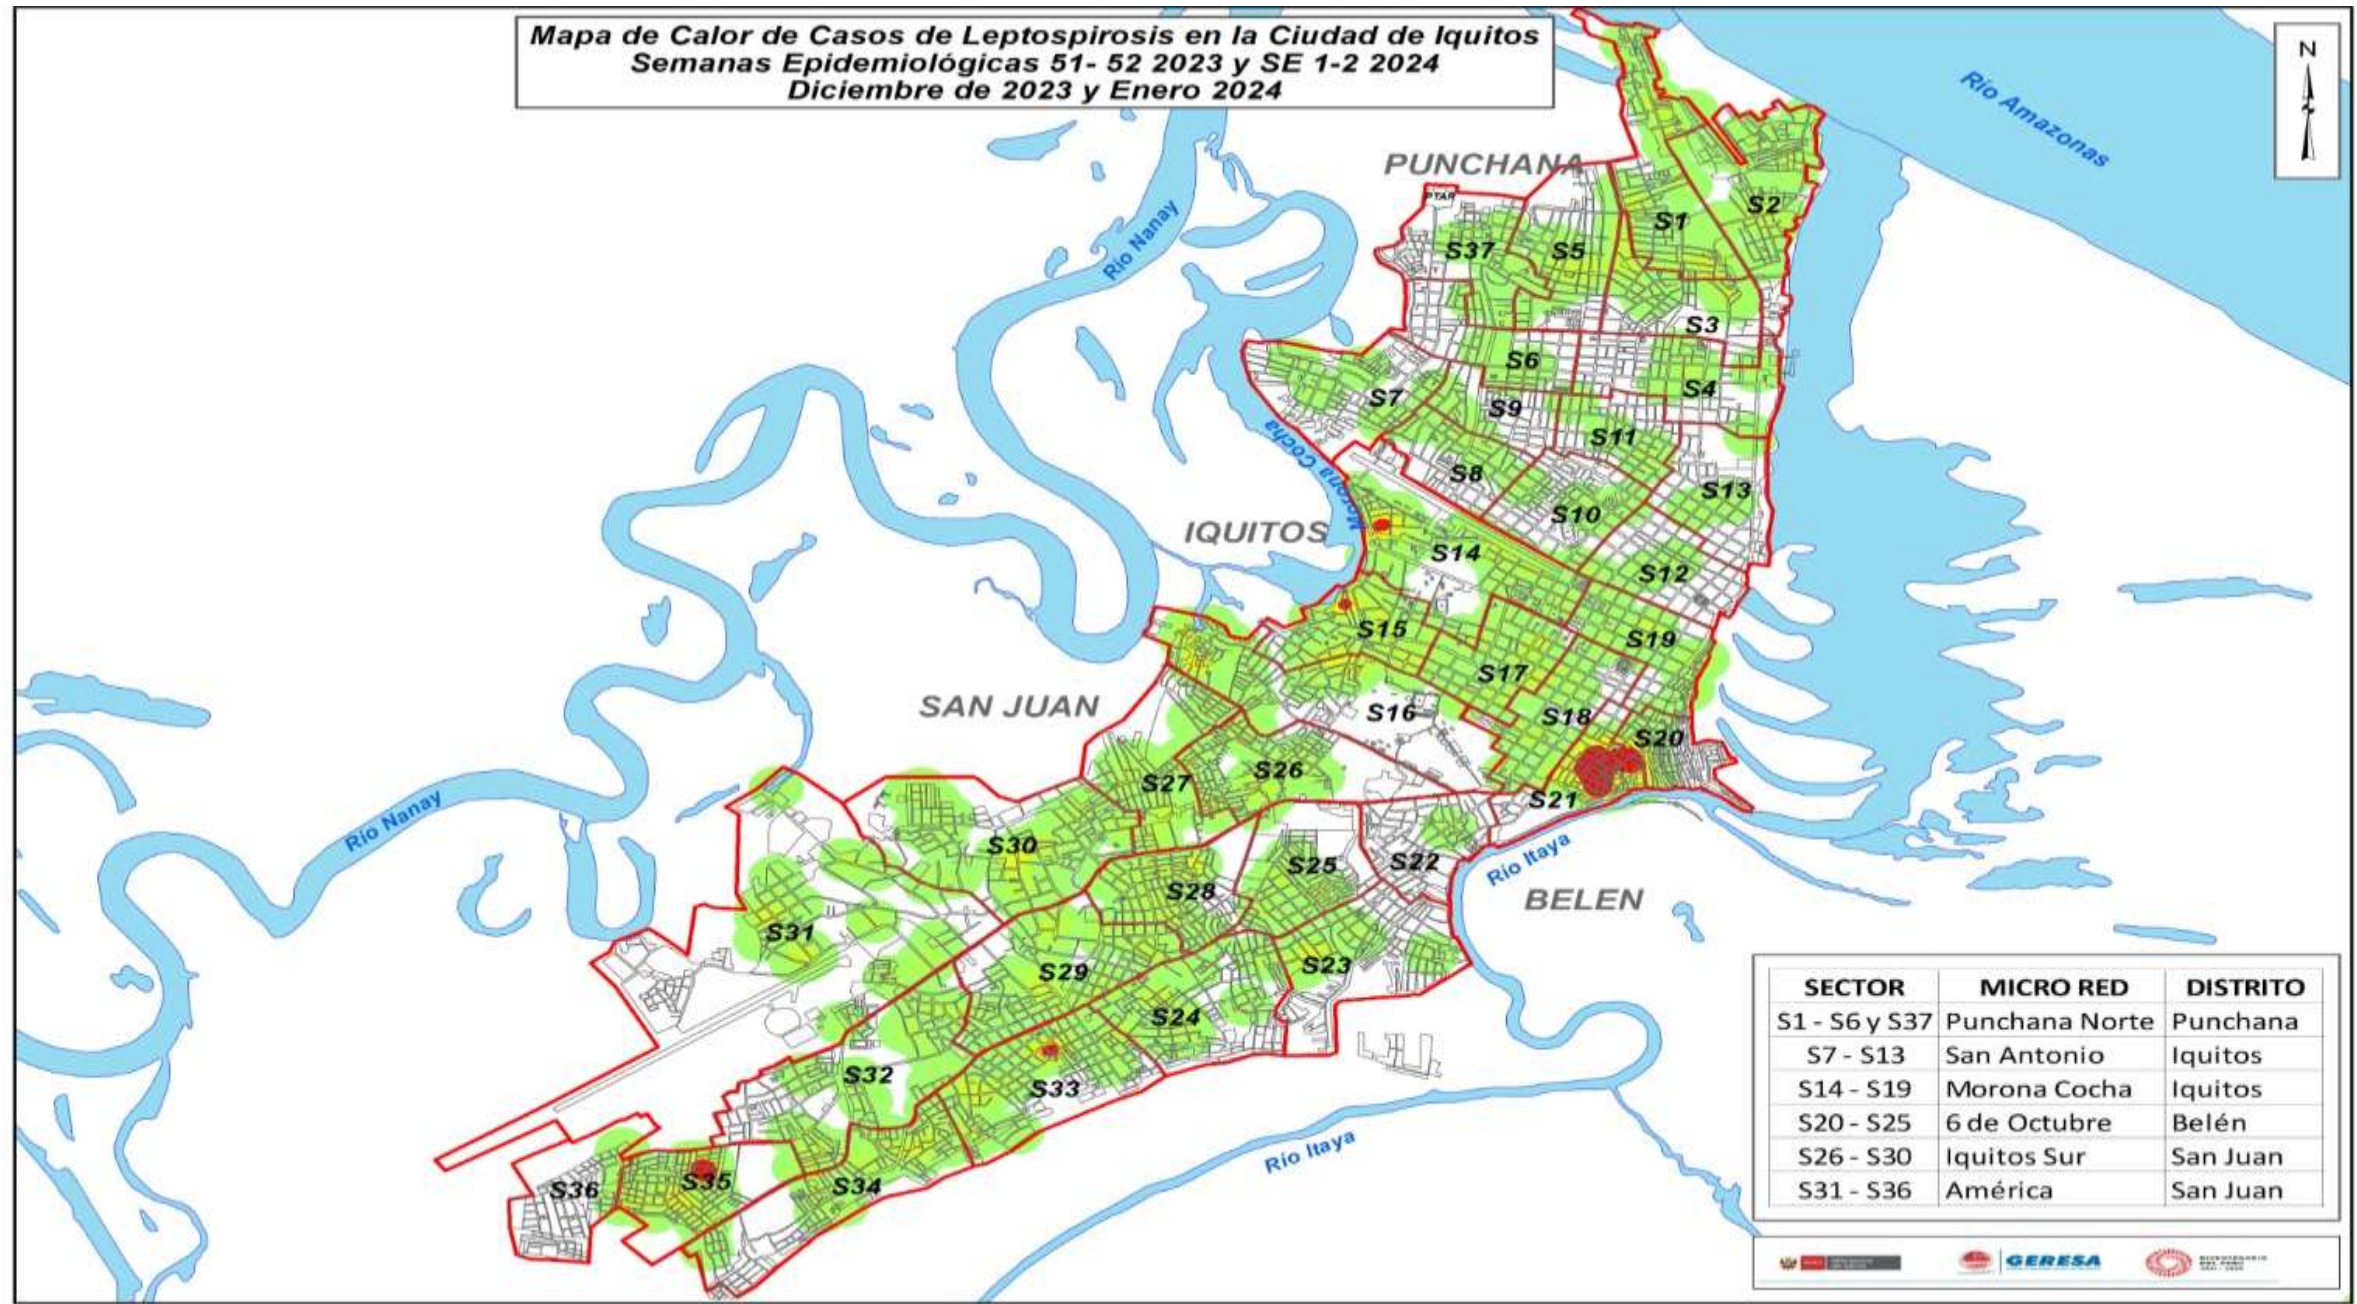 Mapa de Calor de Casos de Leptospirosis en la Ciudad de Iquitos
Semanas Epidemiológicas 51- 52 2023 y SE 1-2 2024
Diciembre de 2023 y Enero 2024
N
Río Amazonas
PUNCHANA
PTAR
S2
S1
Río Nanay
S37
S5
S3
S6
S4
S7
S9
Morona Cocha
S11
S8
S13
S10
IQUITOS
S14
S12
S15
S19
S17
SAN JUAN
S16
S18
S20
S27
S26
S21
Río Nanay
S30
S25
S22
Río Itaya
S28
BELEN
S31
S29
S23
S24
S32
S33
Río Itaya
S36
S35
S34
SECTOR MICRO RED DISTRITO
S1 - S6 y S37 Punchana Norte Punchana
S7 - S13 San Antonio Iquitos
S14 - S19 Morona Cocha Iquitos
S20 - S25 6 de Octubre Belén
S26 - S30 Iquitos Sur San Juan
S31 - S36 América San Juan
GERESA